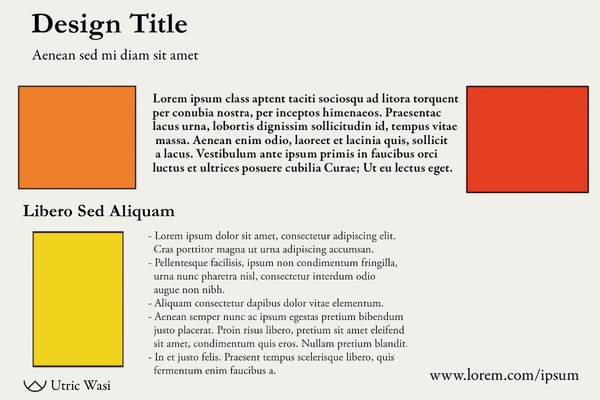 Design Title
Aenean sed mi diam sit amet
Lorem ipsum class aptent taciti sociosqu ad litora torquent
per conubia nostra, per inceptos himenaeos. Praesentac
lacus urna, lobortis dignissim sollicitudin id, tempus vitae
massa. Aenean enim odio, laoreet et lacinia quis, sollicit
a lacus. Vestibulum ante ipsum primis in faucibus orci
luctus et ultrices posuere cubilia Curae; Ut eu lectus eget.
Libero Sed Aliquam
- Lorem ipsum dolor sit amet, consectetur adipiscing elit.
Cras porttitor magna ut urna adipiscing accumsan.
- Pellentesque facilisis, ipsum non condimentum fringilla,
urna nunc pharetra nisl, consectetur interdum odio
augue non nibh.
- Aliquam consectetur dapibus dolor vitae elementum.
- Aenean semper nunc ac ipsum egestas pretium bibendum
justo placerat. Proin risus libero, pretium sit amet eleifend
sit amet, condimentum quis eros. Nullam pretium blandit.
- In et justo felis. Praesent tempus scelerisque libero, quis
fermentum enim faucibus a.
Utric Wasi
www.lorem.com/ipsum